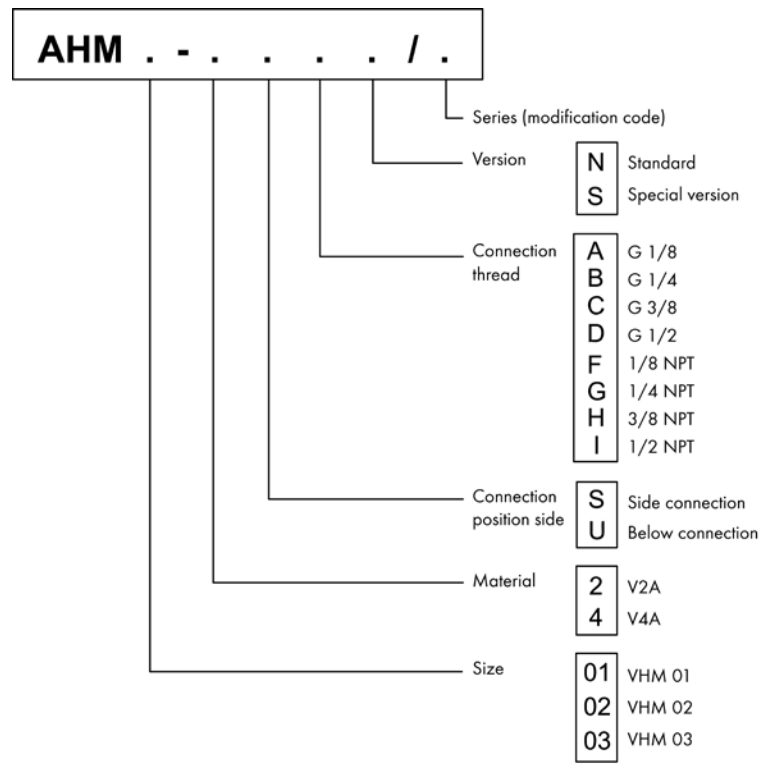 AHM . - . . . . / .
Series (modification code)
Version
N Standard
S Special version
Connection
thread
A G 1/8
B G 1/4
C G 3/8
D G 1/2
F 1/8 NPT
G 1/4 NPT
H 3/8 NPT
I 1/2 NPT
Connection
position side
S Side connection
U Below connection
Material
2 V2A
4 V4A
Size
01 VHM 01
02 VHM 02
03 VHM 03